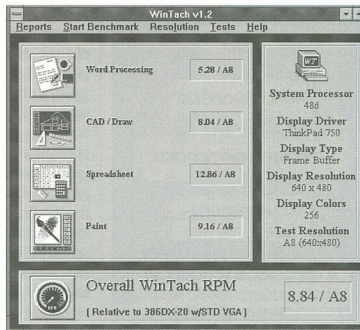 WinTach v1.2
Reports Start Benchmark Resolution Tests Help
Word Processing 5.28 / A8
CAD / Draw 8.04 / A8
Spreadsheet 12.86 / A8
Paint 9.16 / A8
WT
System Processor
486
Display Driver
ThinkPad 750
Display Type
Frame Buffer
Display Resolution
640 x 480
Display Colors
256
Test Resolution
A8 (640x480)
RPM
Overall WinTach RPM
( Relative to 386DX-20 w/STD VGA )
8.84 / A8